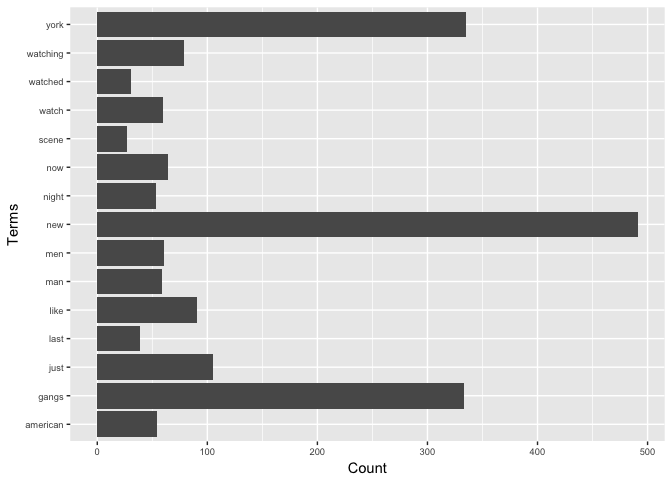 york
watching
watched
watch
scene
now
night
new
men
man
like
last
just
gangs
american
Terms
0 100 200 300 400 500
Count